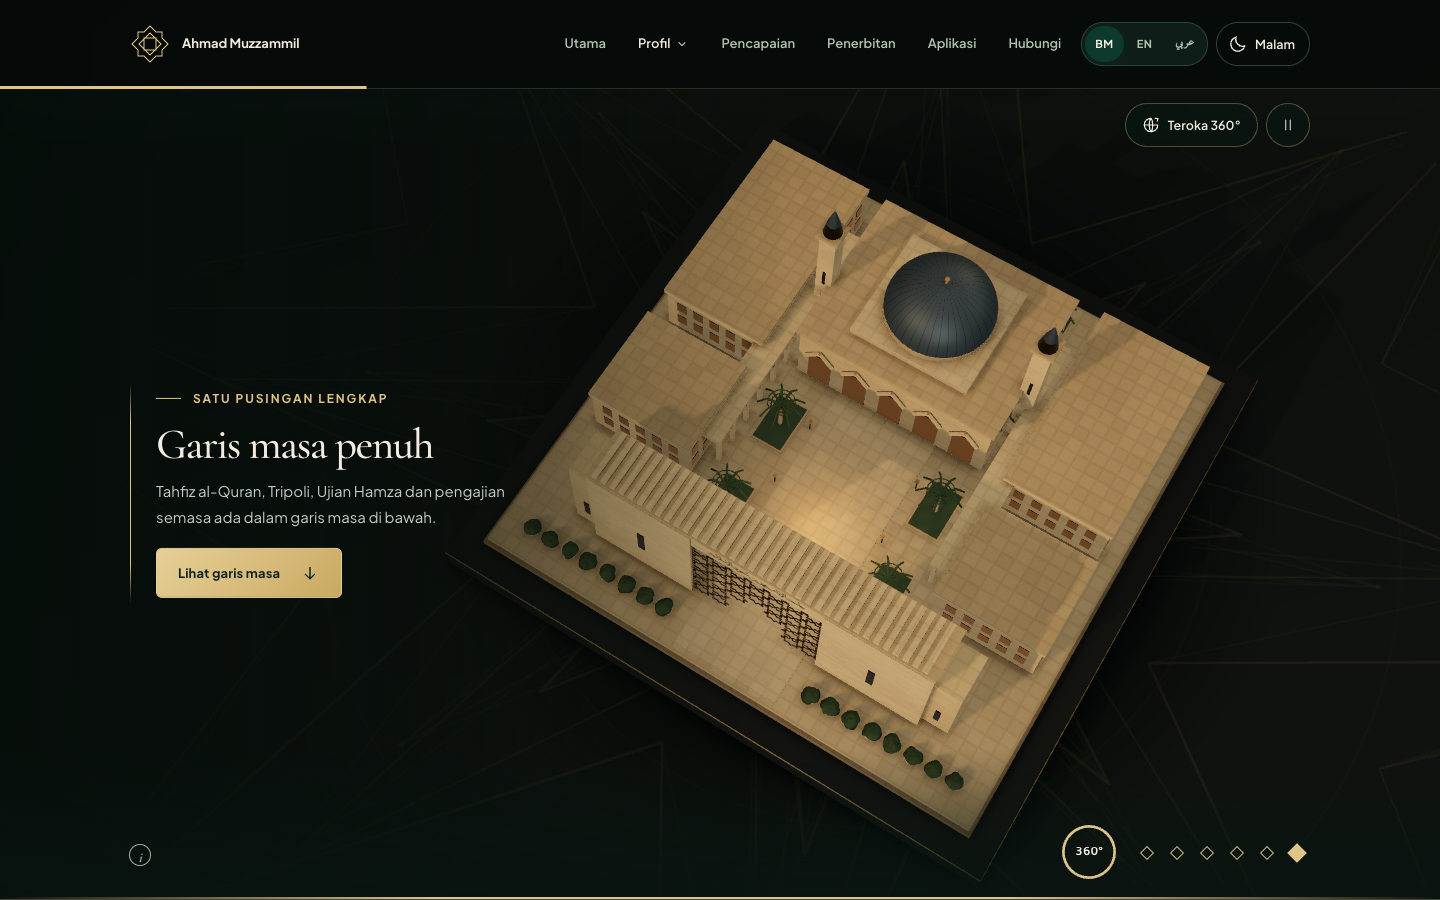 Ahmad Muzzammil
Utama
Profil
Pencapaian
Penerbitan
Aplikasi
Hubungi
BM
EN
عربي
Malam
Teroka 360°
SATU PUSINGAN LENGKAP
Garis masa penuh
Tahfiz al-Quran, Tripoli, Ujian Hamza dan pengajian
semasa ada dalam garis masa di bawah.
Lihat garis masa
i
360°